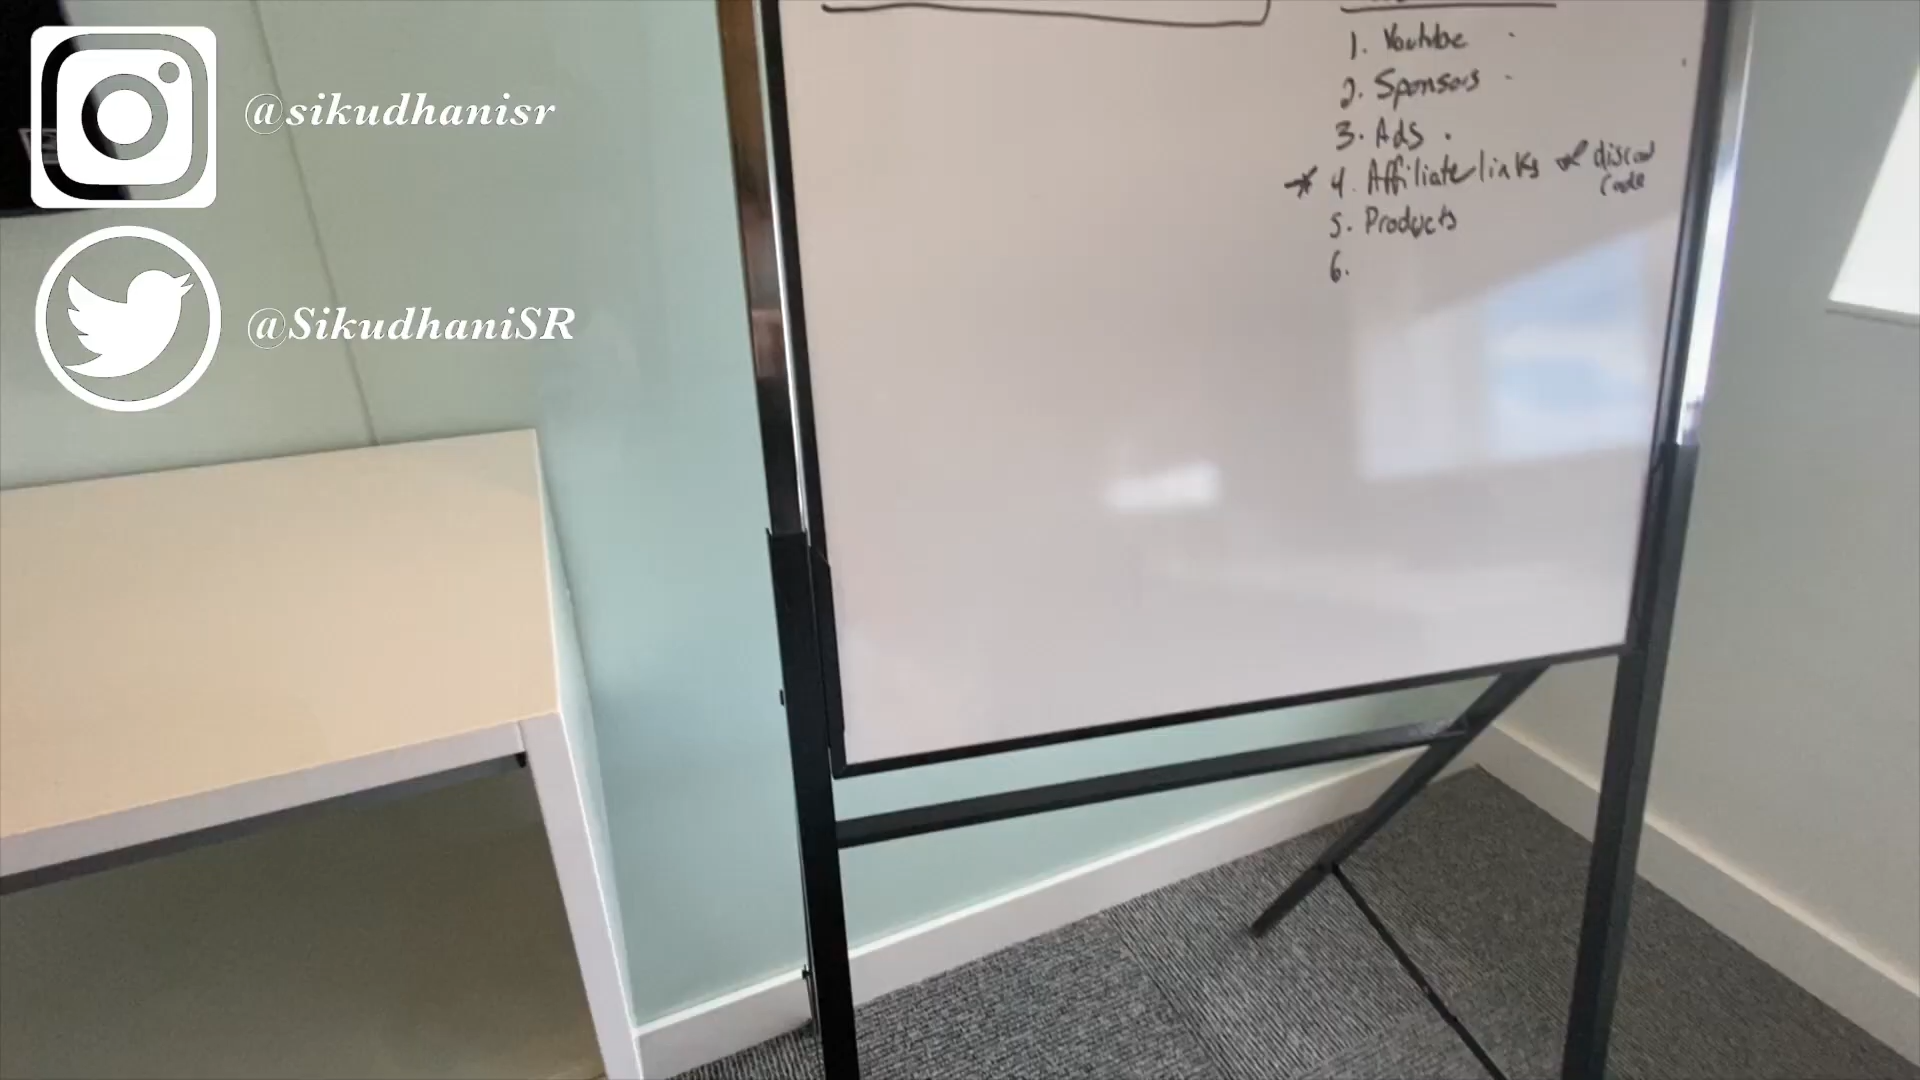 @sikudhanisr
@SikudhaniSR
1. Youtube
2. Sponsors
3. Ads
4. Affiliate links
code
5. Products
6.